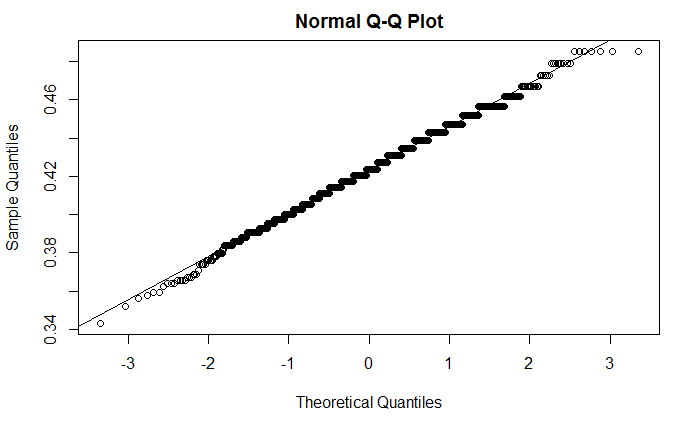 Normal Q-Q Plot
Sample Quantiles
0.46
0.42
0.38
0.34
-3 -2 -1 0 1 2 3
Theoretical Quantiles